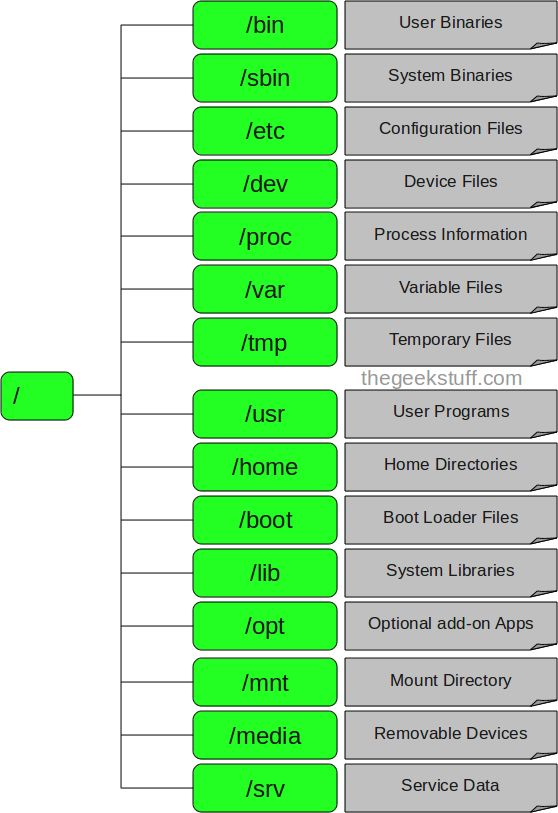 /bin User Binaries
/sbin System Binaries
/etc Configuration Files
/dev Device Files
/proc Process Information
/var Variable Files
/tmp Temporary Files
thegeekstuff.com
/
/usr User Programs
/home Home Directories
/boot Boot Loader Files
/lib System Libraries
/opt Optional add-on Apps
/mnt Mount Directory
/media Removable Devices
/srv Service Data